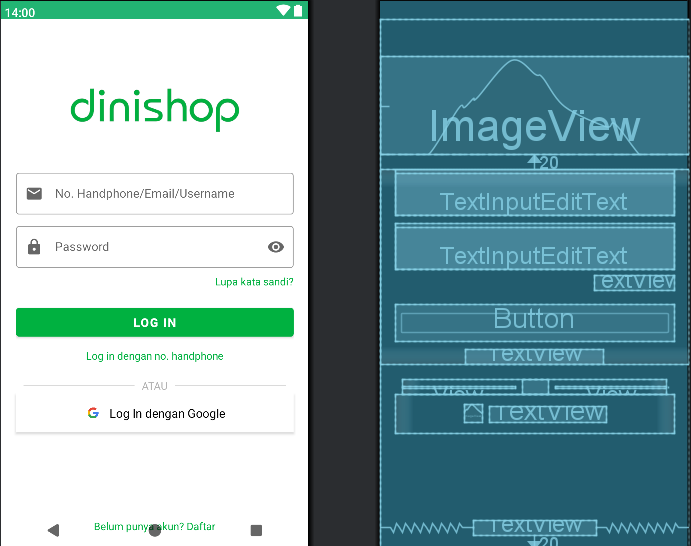 14:00
dinishop
No. Handphone/Email/Username
Password
Lupa kata sandi?
LOG IN
Log in dengan no. handphone
ATAU
Log In dengan Google
Belum punya akun? Daftar
ImageView
20
TextInputEditText
TextInputEditText
TextView
Button
TextView
View
View
TextView
TextView
20